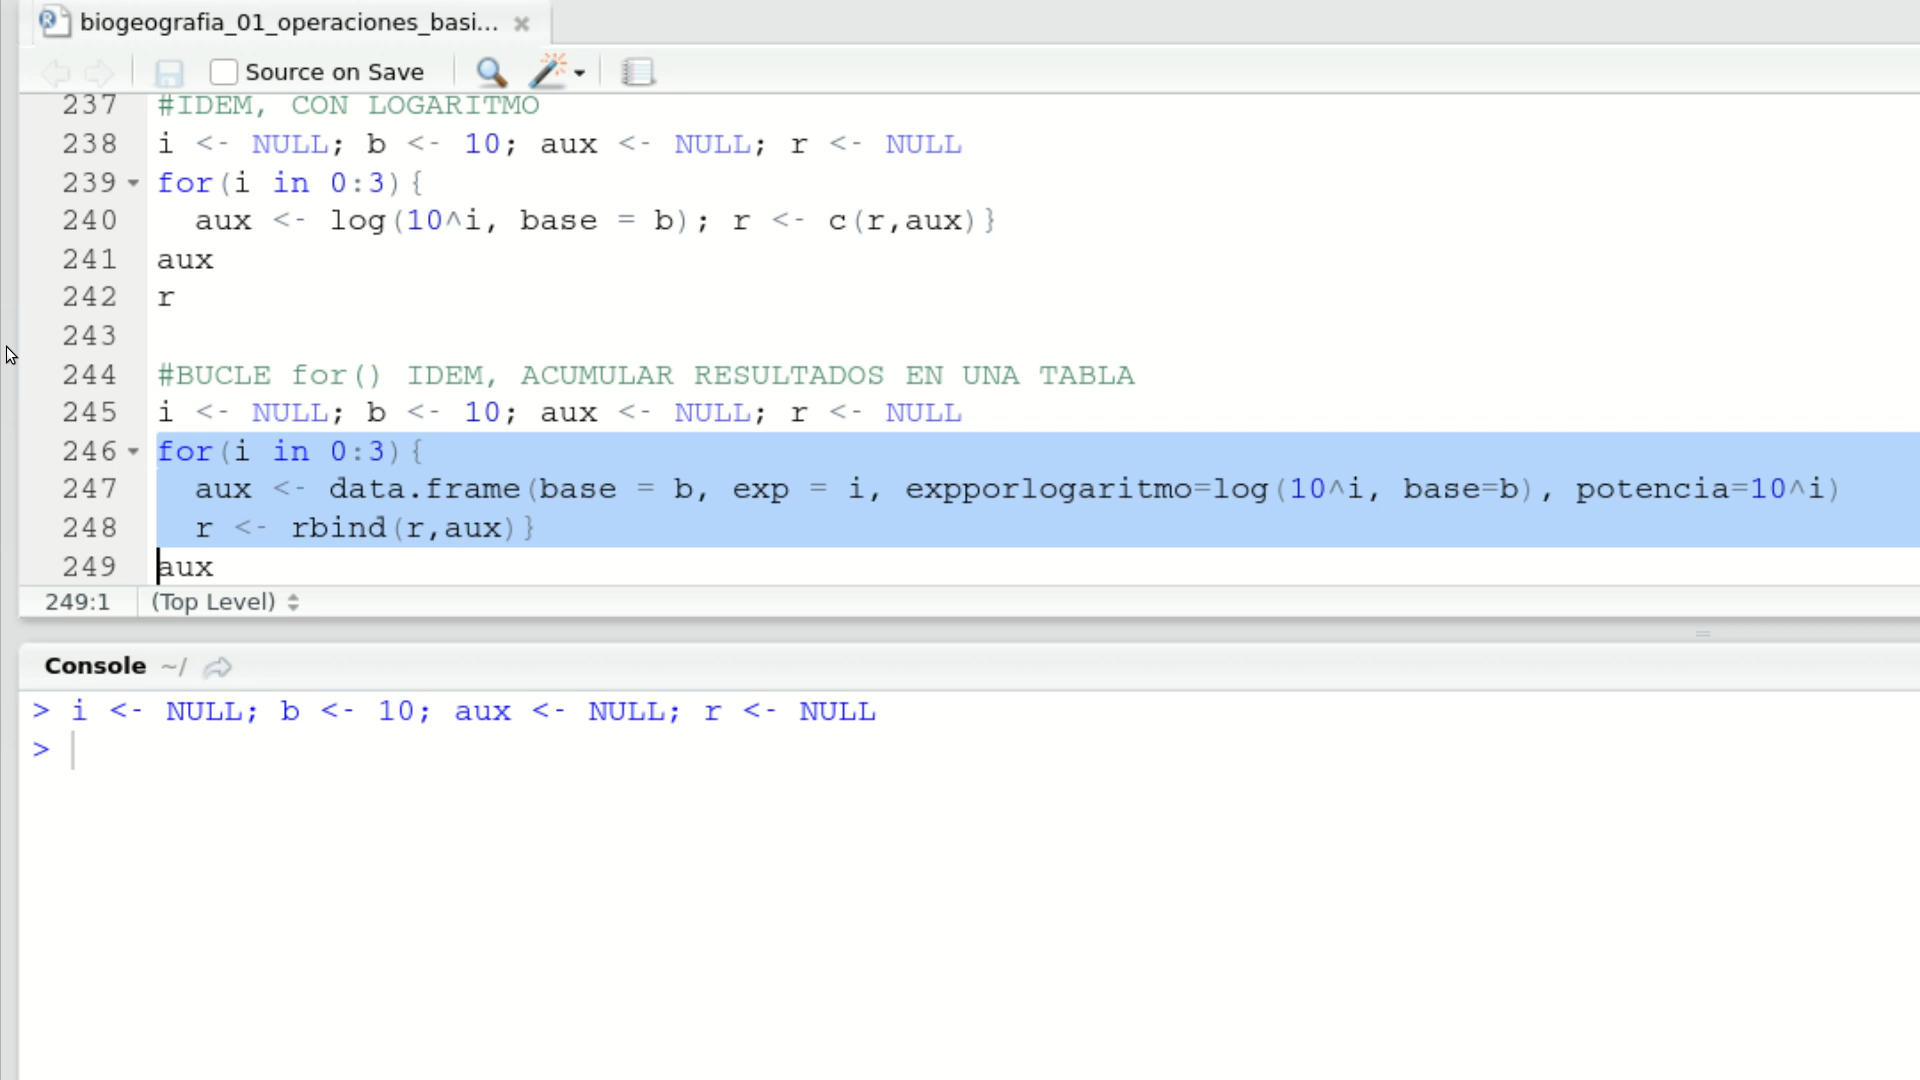 biogeografia_01_operaciones_basi...
Source on Save
237 #IDEM, CON LOGARITMO
238 i <- NULL; b <- 10; aux <- NULL; r <- NULL
239 for(i in 0:3){
240   aux <- log(10^i, base = b); r <- c(r,aux)}
241 aux
242 r
243
244 #BUCLE for() IDEM, ACUMULAR RESULTADOS EN UNA TABLA
245 i <- NULL; b <- 10; aux <- NULL; r <- NULL
246 for(i in 0:3){
247   aux <- data.frame(base = b, exp = i, expporlogaritmo=log(10^i, base=b), potencia=10^i)
248   r <- rbind(r,aux)}
249 aux
249:1 (Top Level)
Console ~/
> i <- NULL; b <- 10; aux <- NULL; r <- NULL
>